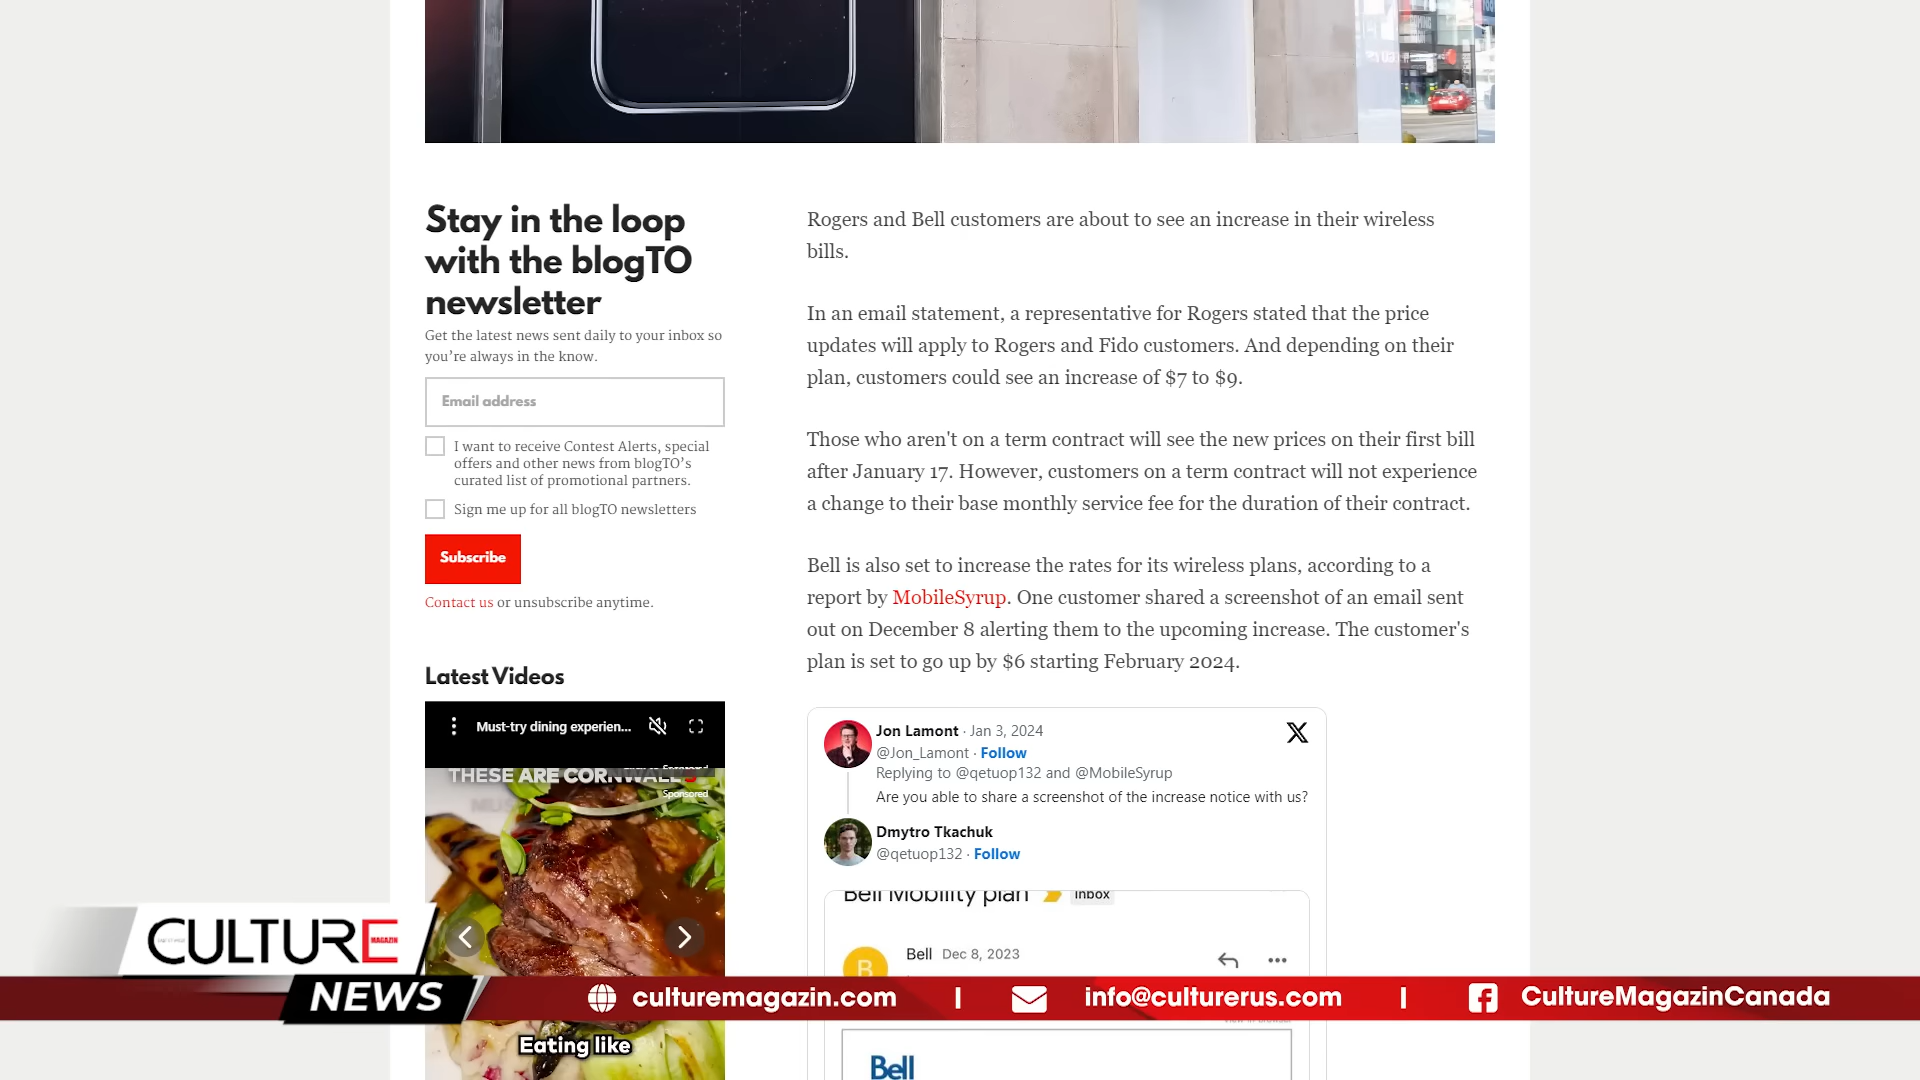 Stay in the loop
with the blogTO
newsletter
Get the latest news sent daily to your inbox so
you're always in the know.
Email address
I want to receive Contest Alerts, special
offers and other news from blogTO's
curated list of promotional partners.
Sign me up for all blogTO newsletters
Subscribe
Contact us or unsubscribe anytime.
Latest Videos
Must-try dining experien...
THESE ARE CORNWALL'S
Sponsored
Eating like
Rogers and Bell customers are about to see an increase in their wireless
bills.
In an email statement, a representative for Rogers stated that the price
updates will apply to Rogers and Fido customers. And depending on their
plan, customers could see an increase of $7 to $9.
Those who aren't on a term contract will see the new prices on their first bill
after January 17. However, customers on a term contract will not experience
a change to their base monthly service fee for the duration of their contract.
Bell is also set to increase the rates for its wireless plans, according to a
report by MobileSyrup. One customer shared a screenshot of an email sent
out on December 8 alerting them to the upcoming increase. The customer's
plan is set to go up by $6 starting February 2024.
Jon Lamont · Jan 3, 2024
@Jon_Lamont · Follow
Replying to @qetuop132 and @MobileSyrup
Are you able to share a screenshot of the increase notice with us?
Dmytro Tkachuk
@qetuop132 · Follow
Bell Mobility plan Inbox
B
Bell Dec 8, 2023
Bell
CULTURE
MAGAZIN
NEWS
culturemagazin.com | info@culturerus.com | CultureMagazinCanada